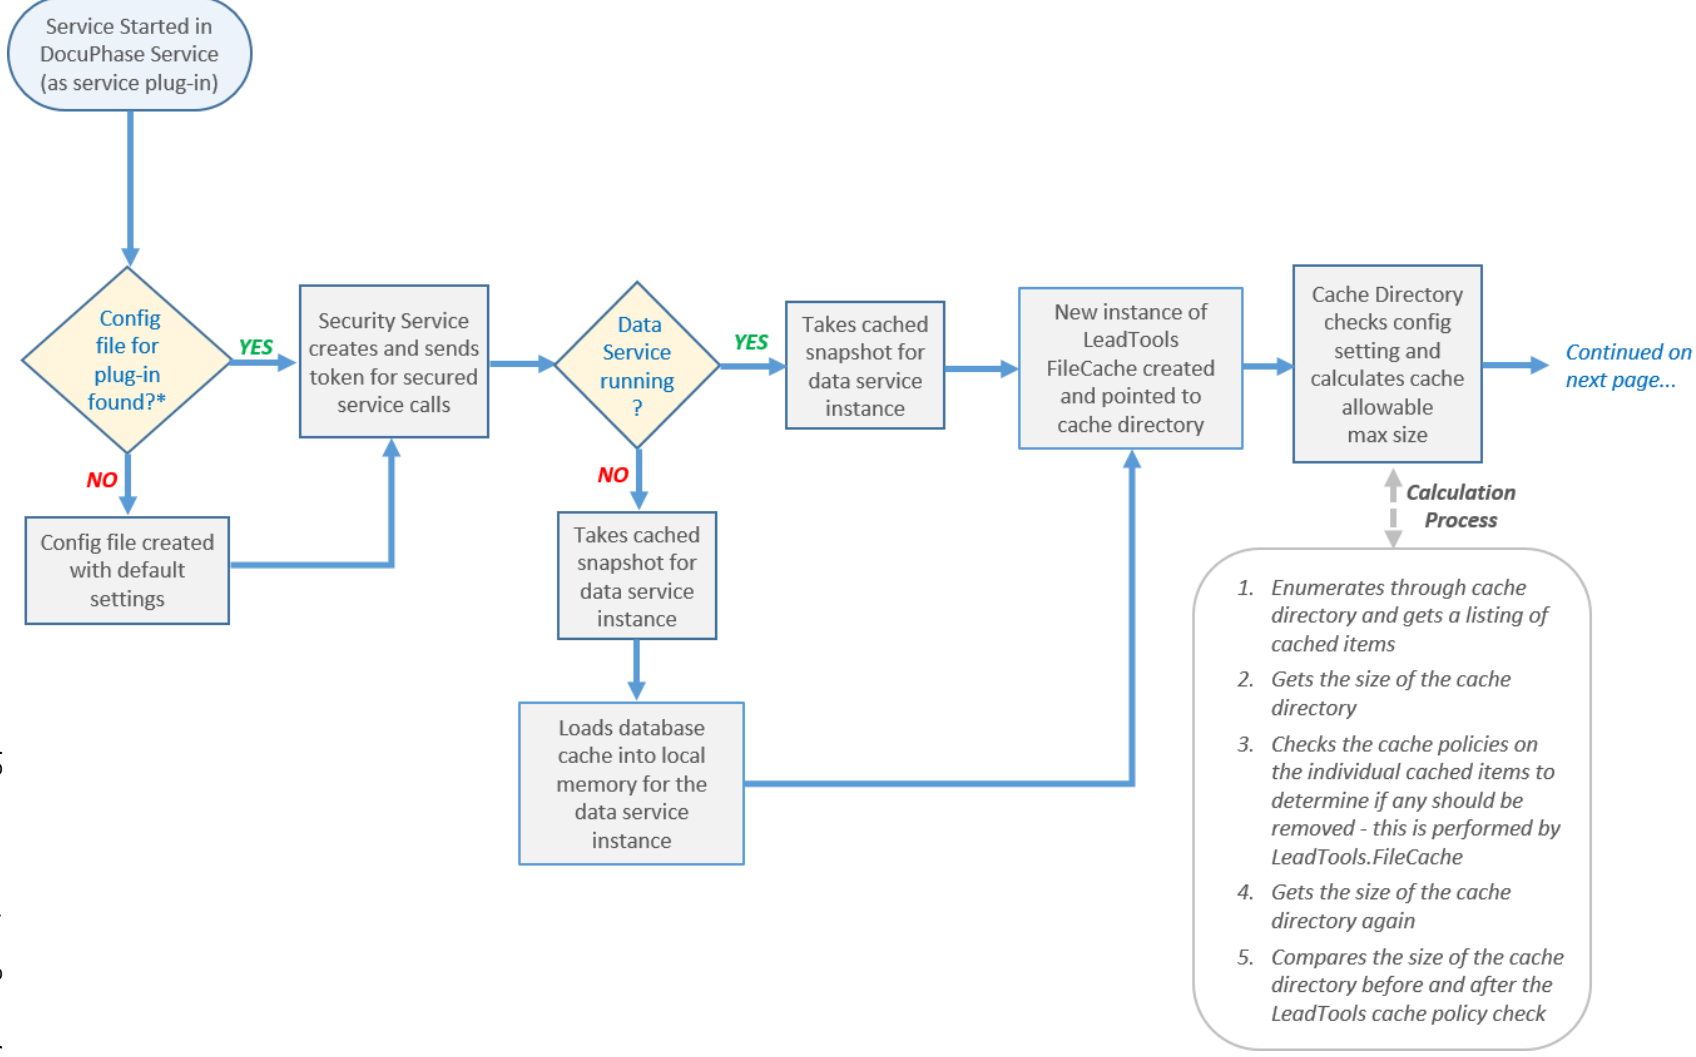 Service Started in
DocuPhase Service
(as service plug-in)
Config
file for
plug-in
found?*
YES
NO
Config file created
with default
settings
Security Service
creates and sends
token for secured
service calls
Data
Service
running
?
YES
NO
Takes cached
snapshot for
data service
instance
Takes cached
snapshot for
data service
instance
Loads database
cache into local
memory for the
data service
instance
New instance of
LeadTools
FileCache created
and pointed to
cache directory
Cache Directory
checks config
setting and
calculates cache
allowable
max size
Continued on
next page...
Calculation
Process
1. Enumerates through cache
directory and gets a listing of
cached items
2. Gets the size of the cache
directory
3. Checks the cache policies on
the individual cached items to
determine if any should be
removed - this is performed by
LeadTools.FileCache
4. Gets the size of the cache
directory again
5. Compares the size of the cache
directory before and after the
LeadTools cache policy check